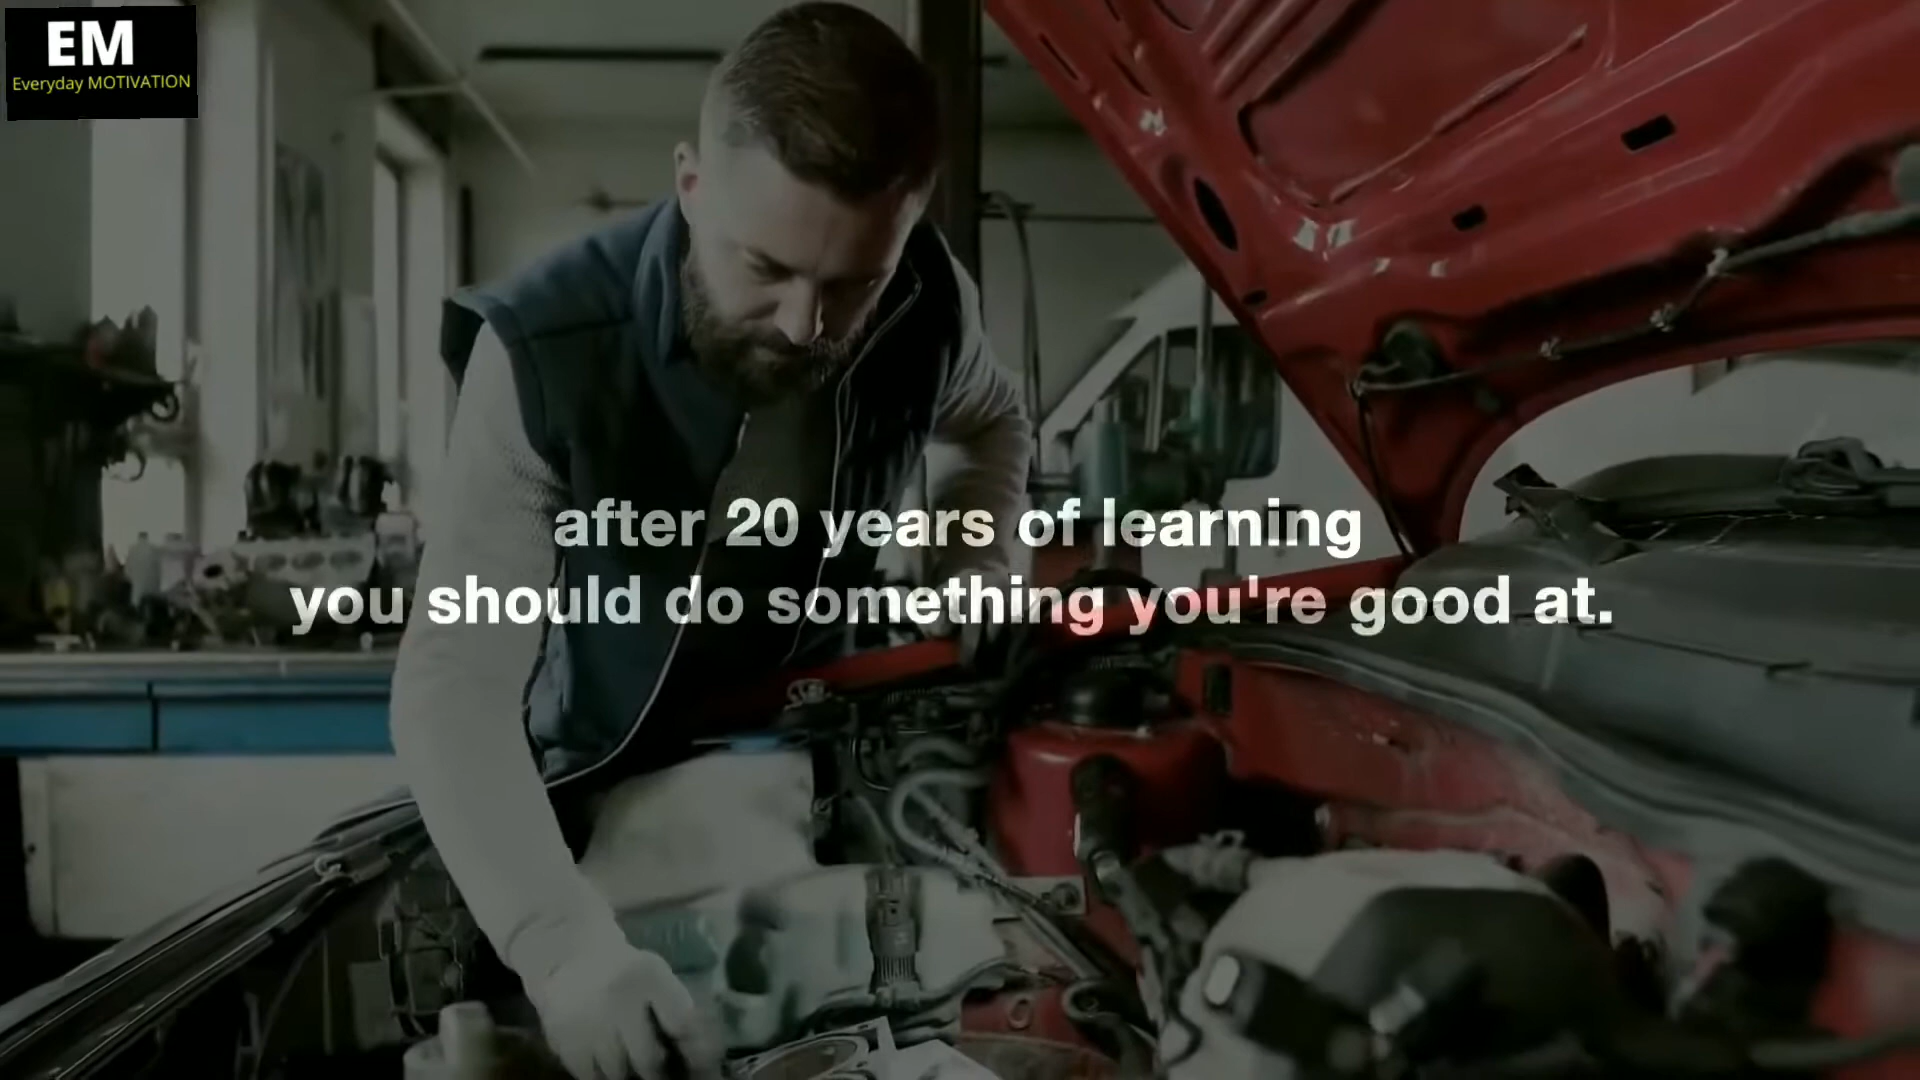 EM
Everyday MOTIVATION
after 20 years of learning
you should do something you're good at.